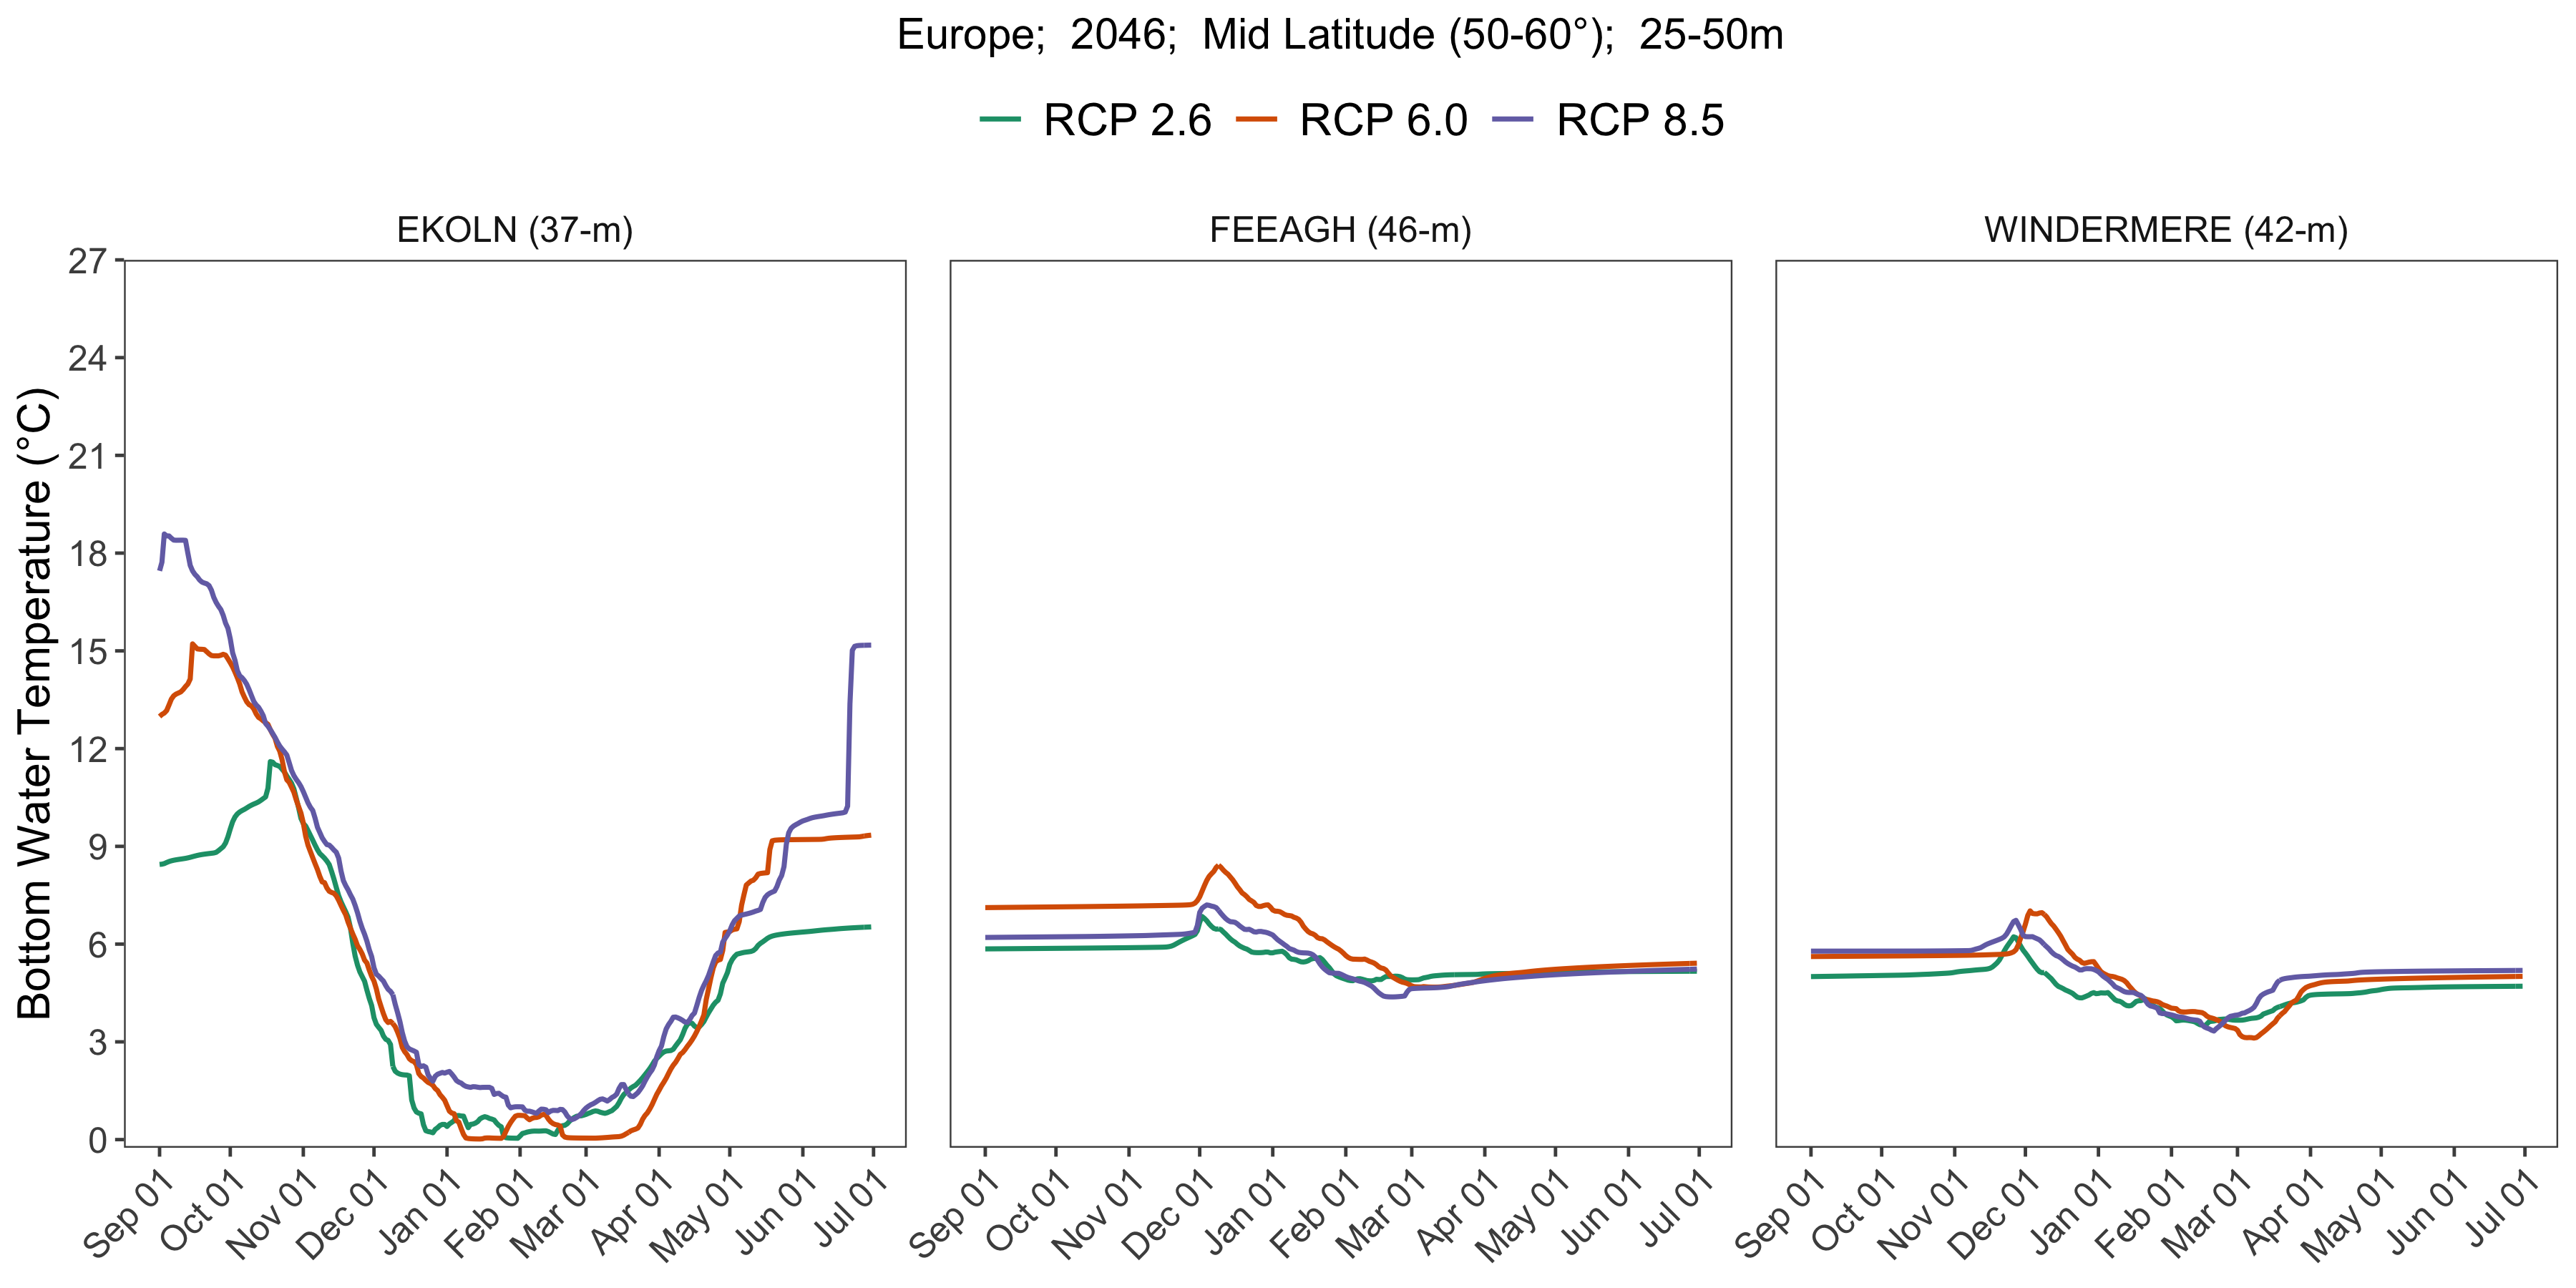 Europe;  2046;  Mid Latitude (50-60°);  25-50m
RCP 2.6 RCP 6.0 RCP 8.5
EKOLN (37-m) FEEAGH (46-m) WINDERMERE (42-m)
Bottom Water Temperature (°C)
27
24
21
18
15
12
9
6
3
0
Sep 01 Oct 01 Nov 01 Dec 01 Jan 01 Feb 01 Mar 01 Apr 01 May 01 Jun 01 Jul 01 Sep 01 Oct 01 Nov 01 Dec 01 Jan 01 Feb 01 Mar 01 Apr 01 May 01 Jun 01 Jul 01 Sep 01 Oct 01 Nov 01 Dec 01 Jan 01 Feb 01 Mar 01 Apr 01 May 01 Jun 01 Jul 01